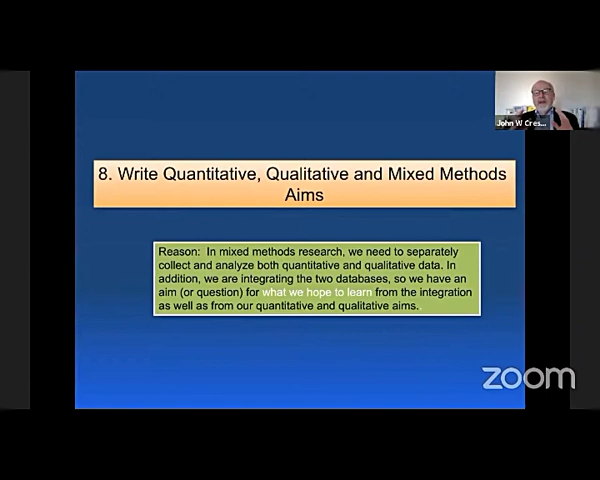 John W Cres...
8. Write Quantitative, Qualitative and Mixed Methods
Aims
Reason: In mixed methods research, we need to separately
collect and analyze both quantitative and qualitative data. In
addition, we are integrating the two databases, so we have an
aim (or question) for what we hope to learn from the integration
as well as from our quantitative and qualitative aims.
zoom